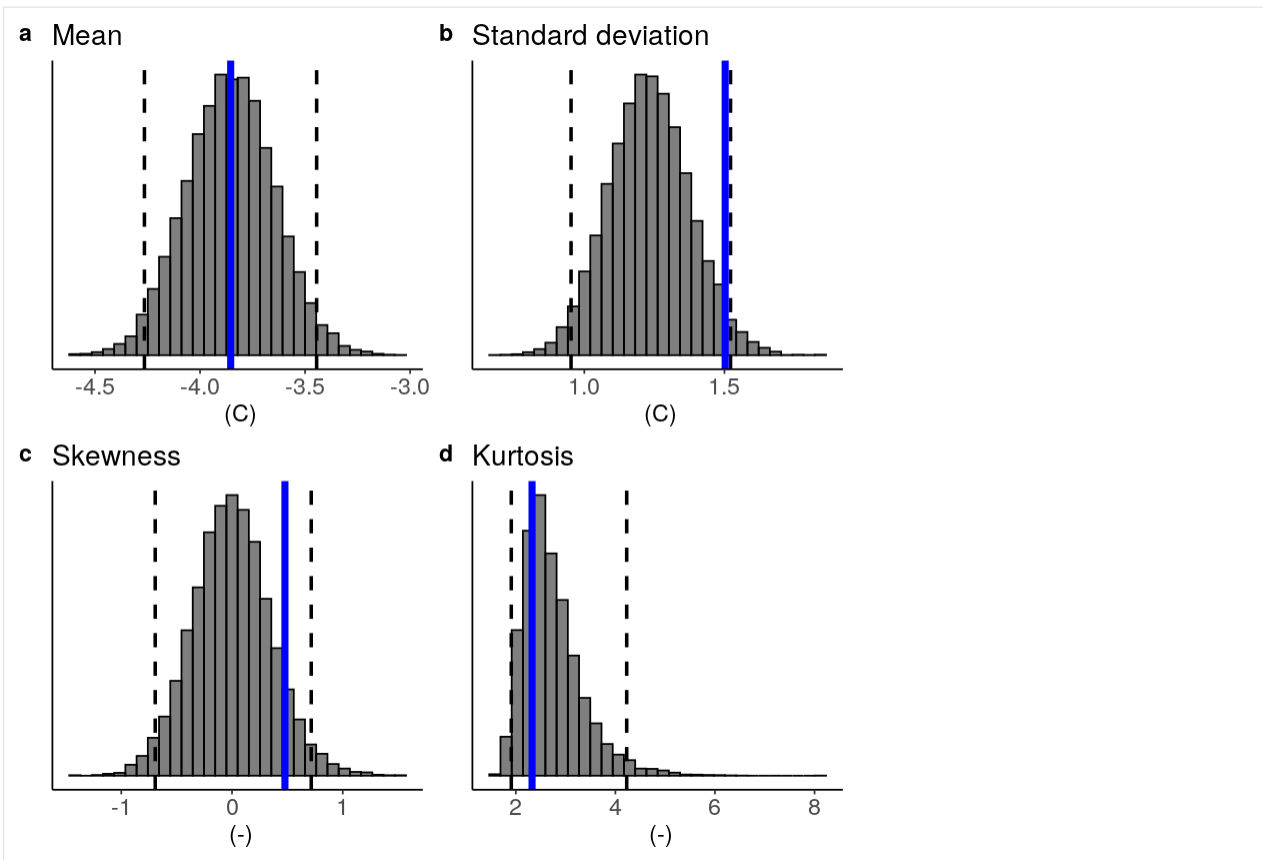 a Mean
b Standard deviation
-4.5 -4.0 -3.5 -3.0
(C)
1.0 1.5
(C)
c Skewness
d Kurtosis
-1 0 1
(-)
2 4 6 8
(-)